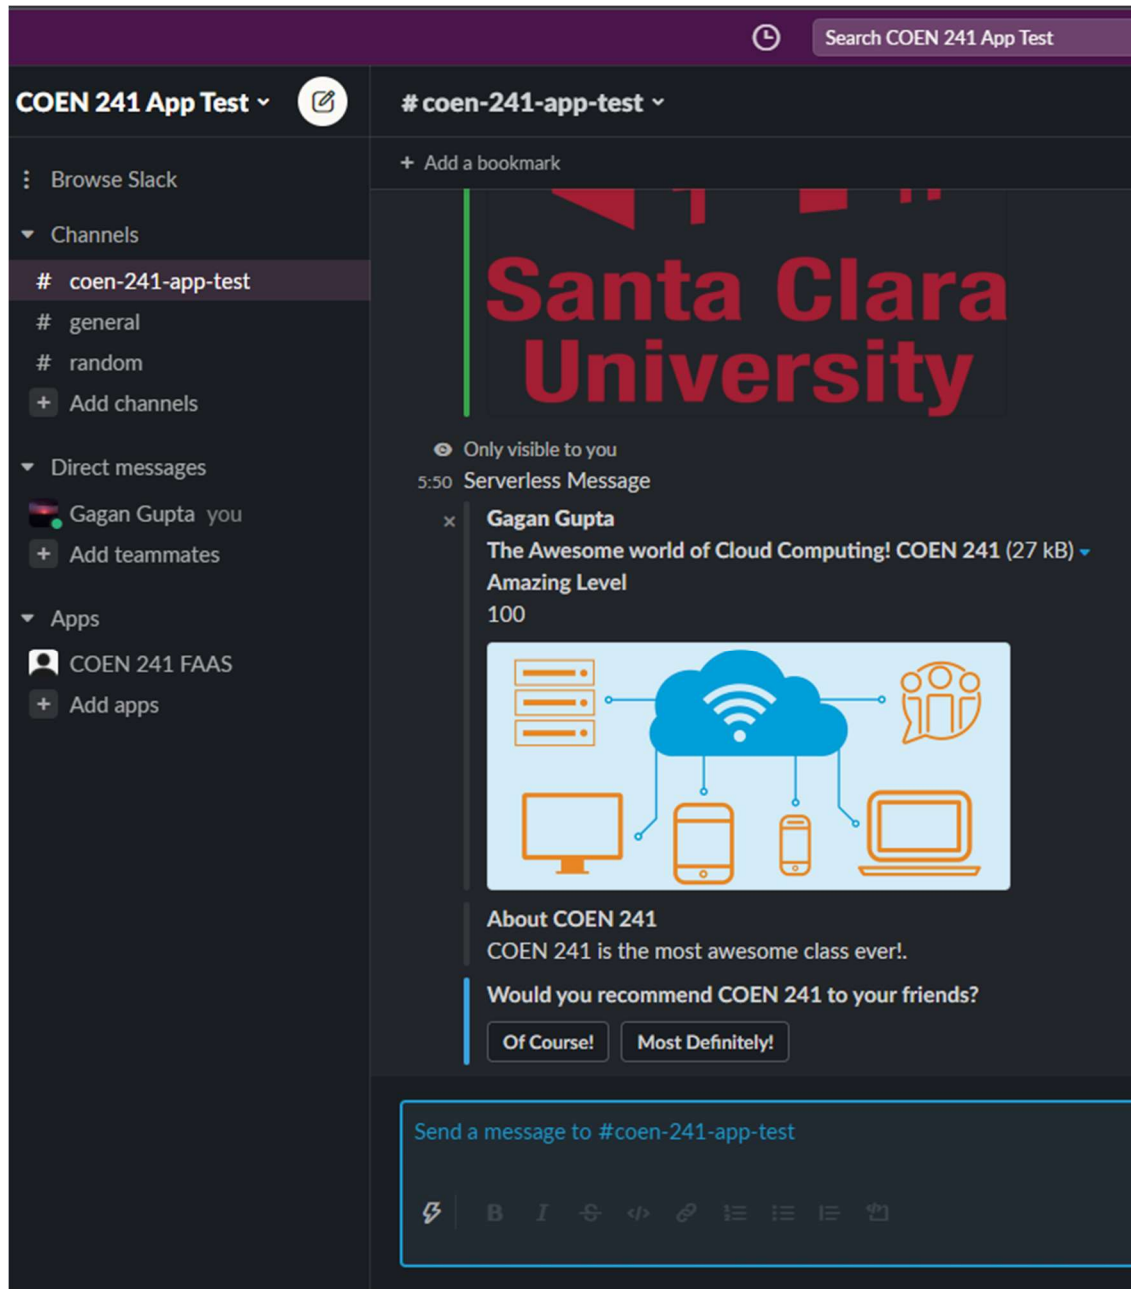 Search COEN 241 App Test
COEN 241 App Test
# coen-241-app-test
+ Add a bookmark
Browse Slack
Channels
# coen-241-app-test
# general
# random
+ Add channels
Direct messages
Gagan Gupta you
+ Add teammates
Apps
COEN 241 FAAS
+ Add apps
Santa Clara
University
Only visible to you
5:50 Serverless Message
Gagan Gupta
The Awesome world of Cloud Computing! COEN 241 (27 kB)
Amazing Level
100
About COEN 241
COEN 241 is the most awesome class ever!.
Would you recommend COEN 241 to your friends?
Of Course! Most Definitely!
Send a message to #coen-241-app-test
B I S </>